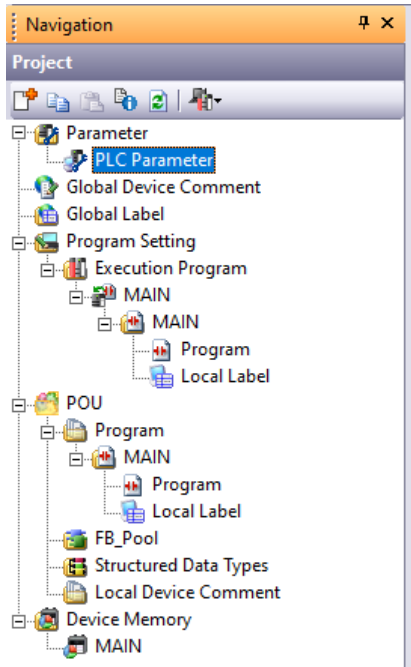 Navigation
Project
Parameter
PLC Parameter
Global Device Comment
Global Label
Program Setting
Execution Program
MAIN
MAIN
Program
Local Label
POU
Program
MAIN
Program
Local Label
FB_Pool
Structured Data Types
Local Device Comment
Device Memory
MAIN